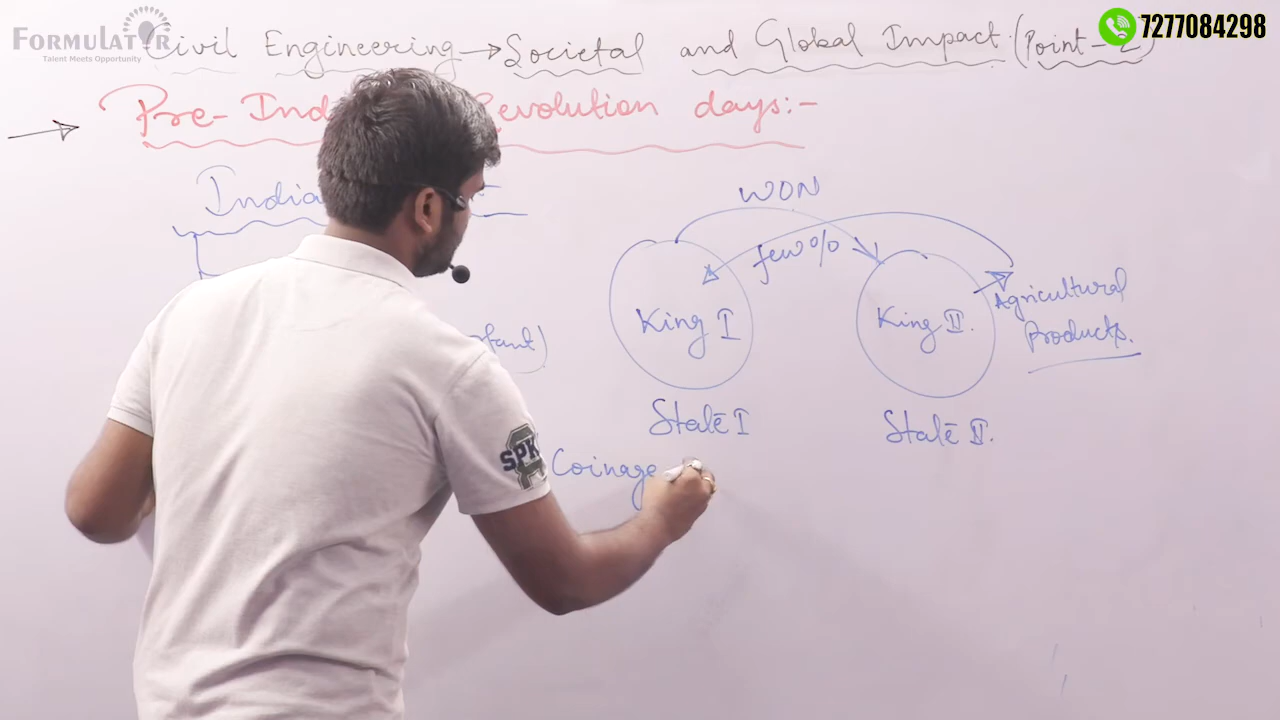 FORMULATOR
Talent Meets Opportunity
7277084298
Civil Engineering → Societal and Global Impact (Point-2)
Pre- Ind Revolution days:-
India
WON
few %
King I
King II.
Agricultural
Products.
State I
State II.
SPK
Coinage